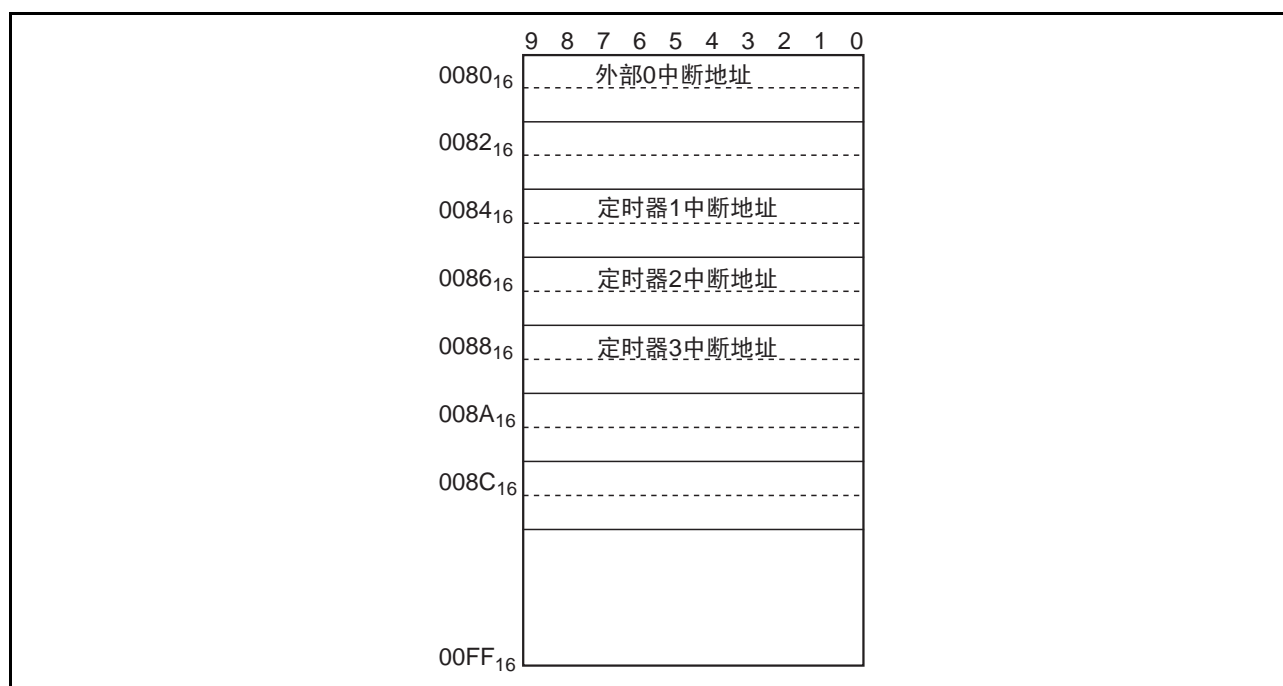 9 8 7 6 5 4 3 2 1 0
0080₁₆ 外部0中断地址
0082₁₆
0084₁₆ 定时器1中断地址
0086₁₆ 定时器2中断地址
0088₁₆ 定时器3中断地址
008A₁₆
008C₁₆
00FF₁₆